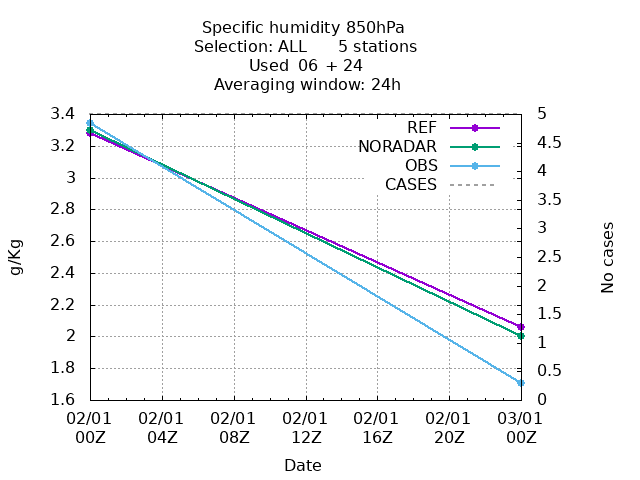 Specific humidity 850hPa
Selection: ALL      5 stations
Used  06 + 24
Averaging window: 24h
3.4
3.2
3
2.8
2.6
2.4
2.2
2
1.8
1.6
g/Kg
REF
NORADAR
OBS
CASES
5
4.5
4
3.5
3
2.5
2
1.5
1
0.5
0
No cases
02/01 02/01 02/01 02/01 02/01 02/01 03/01
00Z 04Z 08Z 12Z 16Z 20Z 00Z
Date